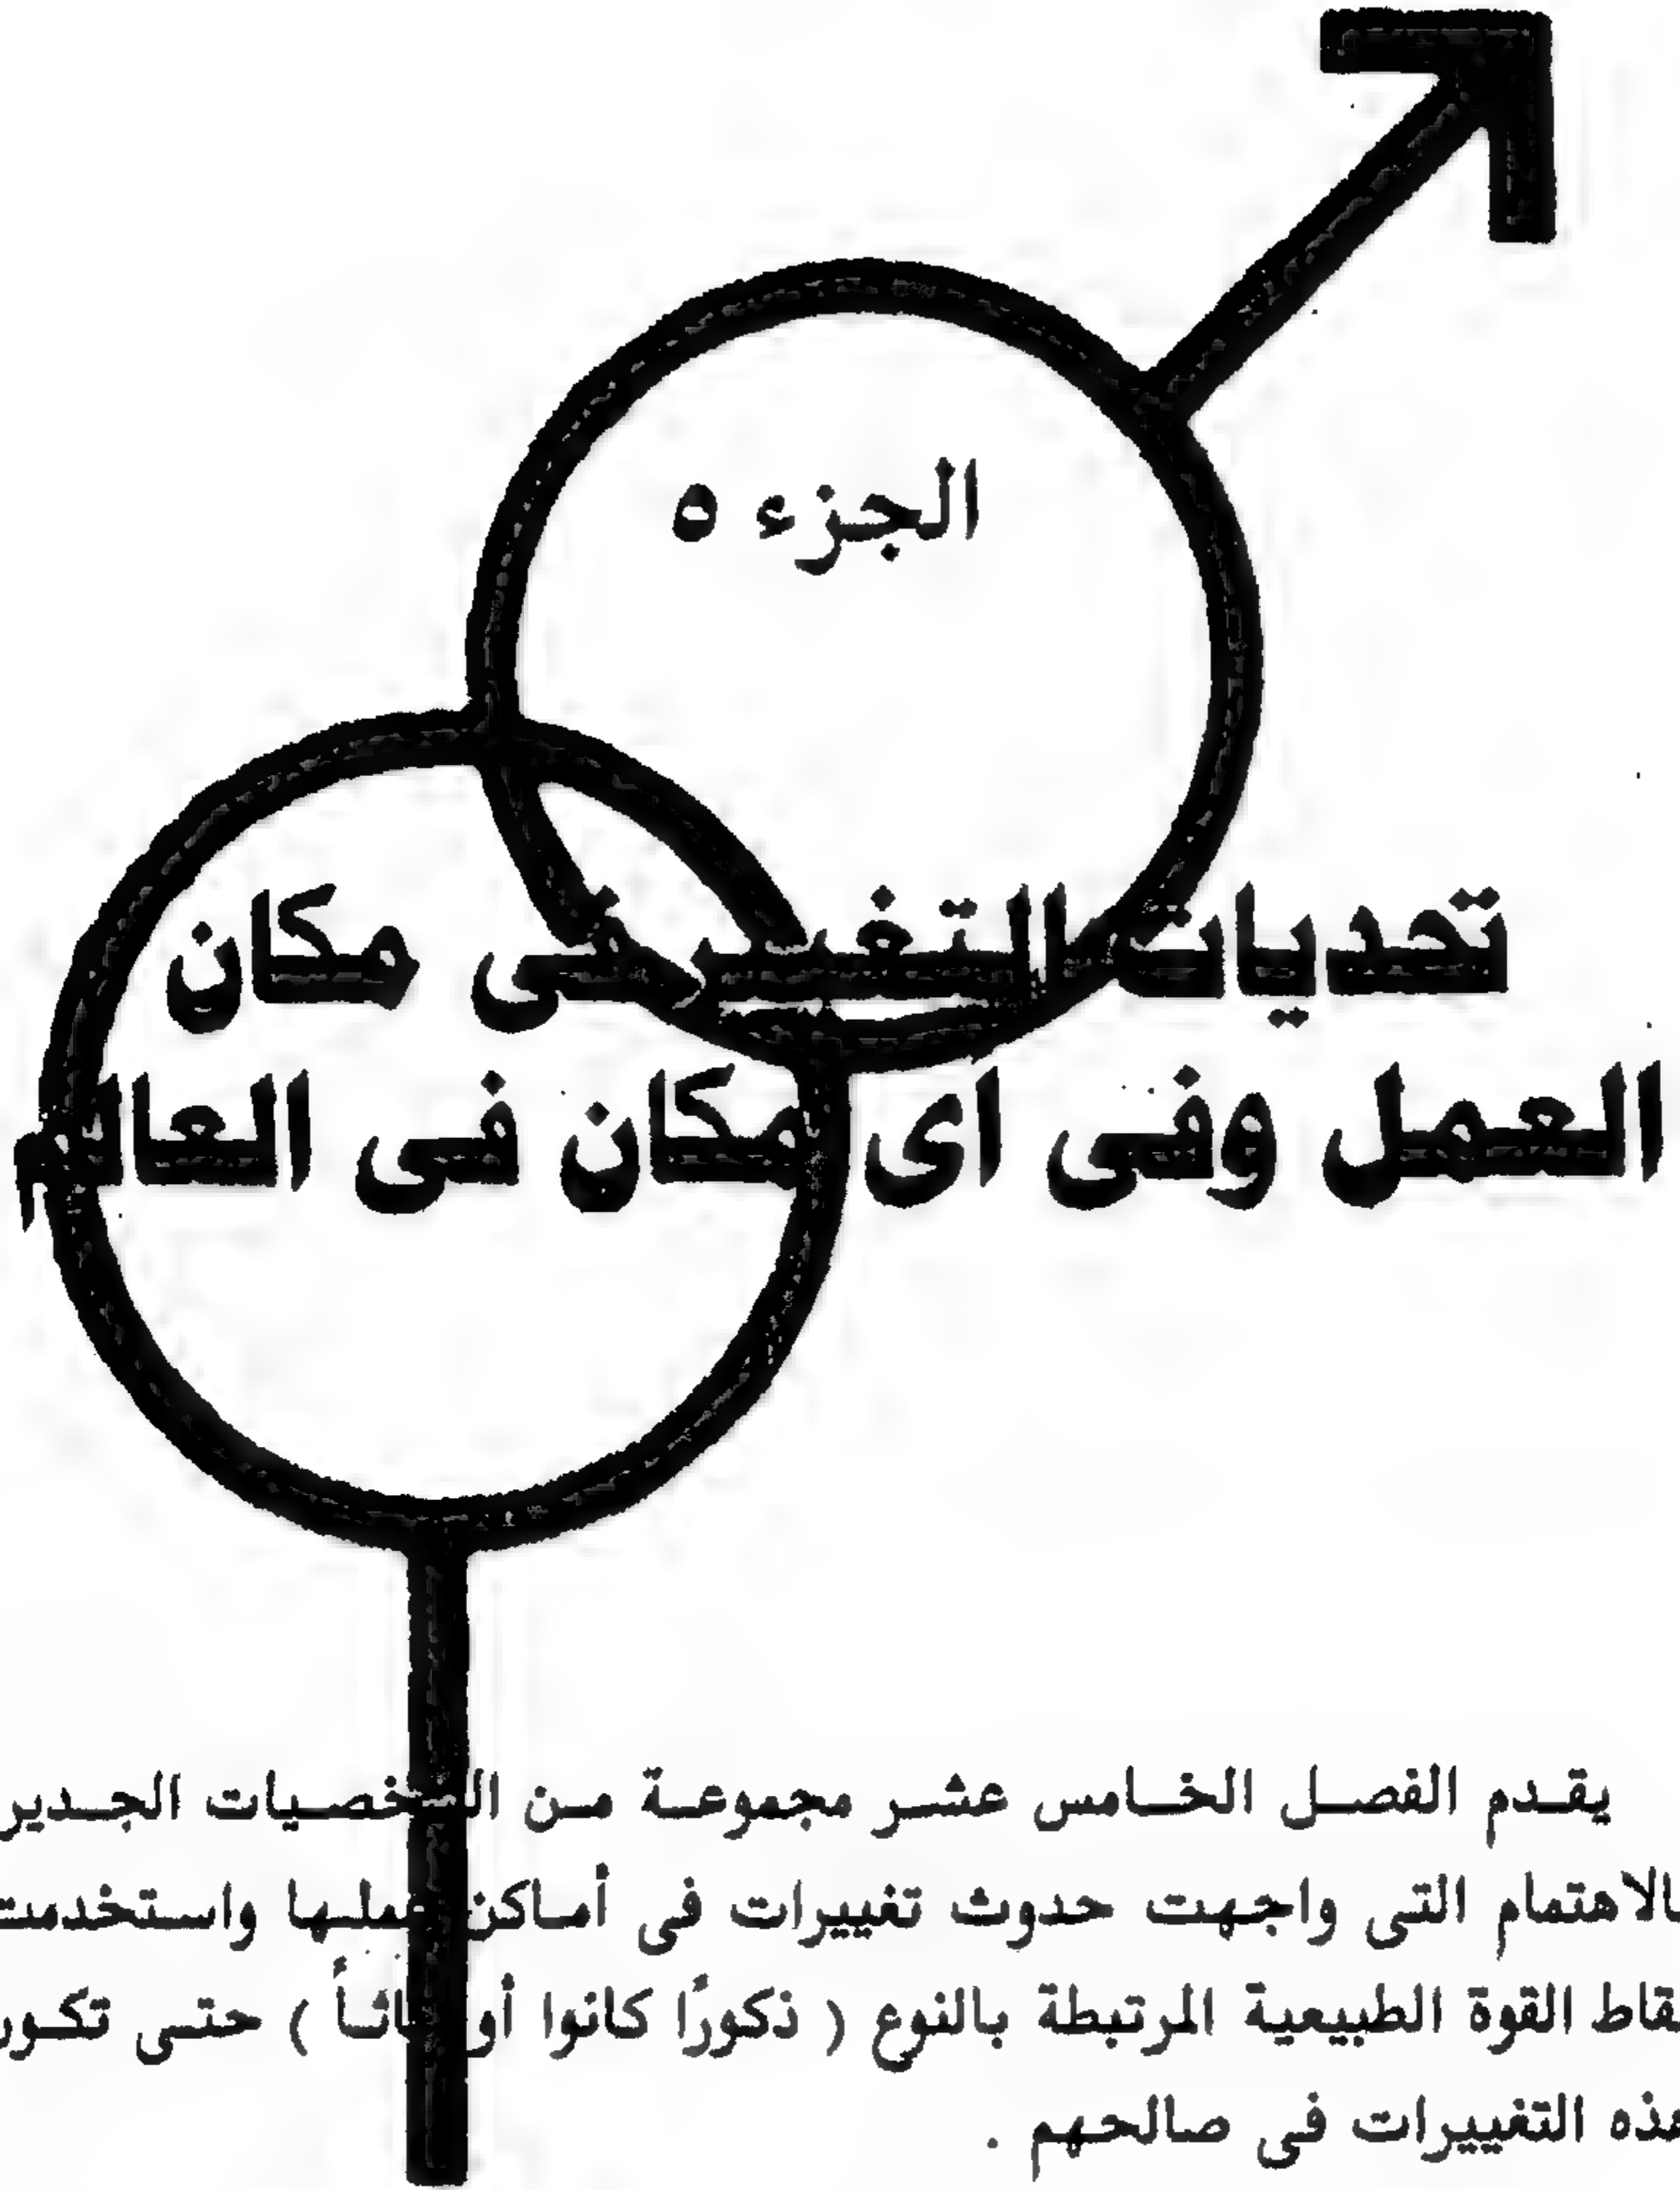 الجزء ٥
تحديات التغيير فى مكان
العمل وفى اى مكان فى العالم
يقدم الفصل الخامس عشر مجموعة من الشخصيات الجدير
بالاهتمام التى واجهت حدوث تغييرات فى أماكن عملها واستخدمت
نقاط القوة الطبيعية المرتبطة بالنوع ( ذكورًا كانوا أو إناثاً ) حتى تكون
هذه التغييرات فى صالحهم .